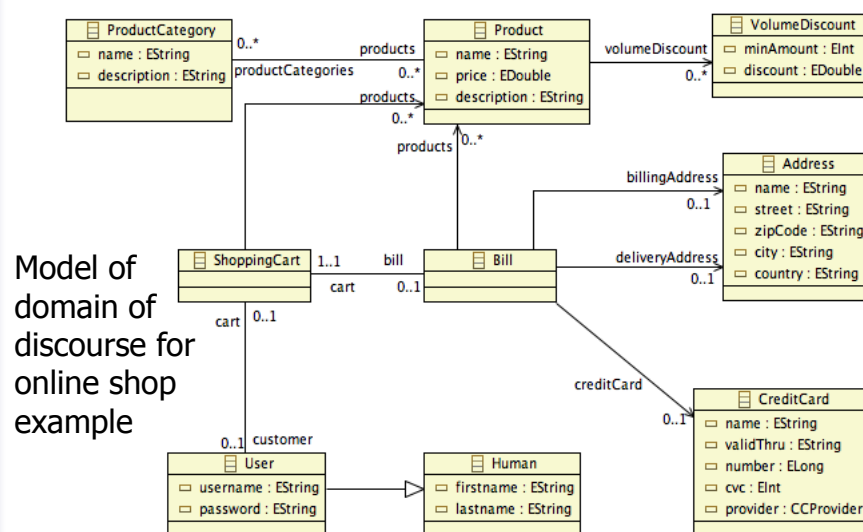 ProductCategory
name : EString
description : EString
0..*
productCategories
products
0..*
Product
name : EString
price : EDouble
description : EString
volumeDiscount
0..*
VolumeDiscount
minAmount : EInt
discount : EDouble
products
0..*
products
0..*
billingAddress
0..1
deliveryAddress
0..1
Address
name : EString
street : EString
zipCode : EString
city : EString
country : EString
Model of
domain of
discourse for
online shop
example
ShoppingCart
1..1
bill
cart
0..1
Bill
cart
0..1
creditCard
0..1
CreditCard
name : EString
validThru : EString
number : ELong
cvc : EInt
provider : CCProvider
0..1
customer
User
username : EString
password : EString
Human
firstname : EString
lastname : EString